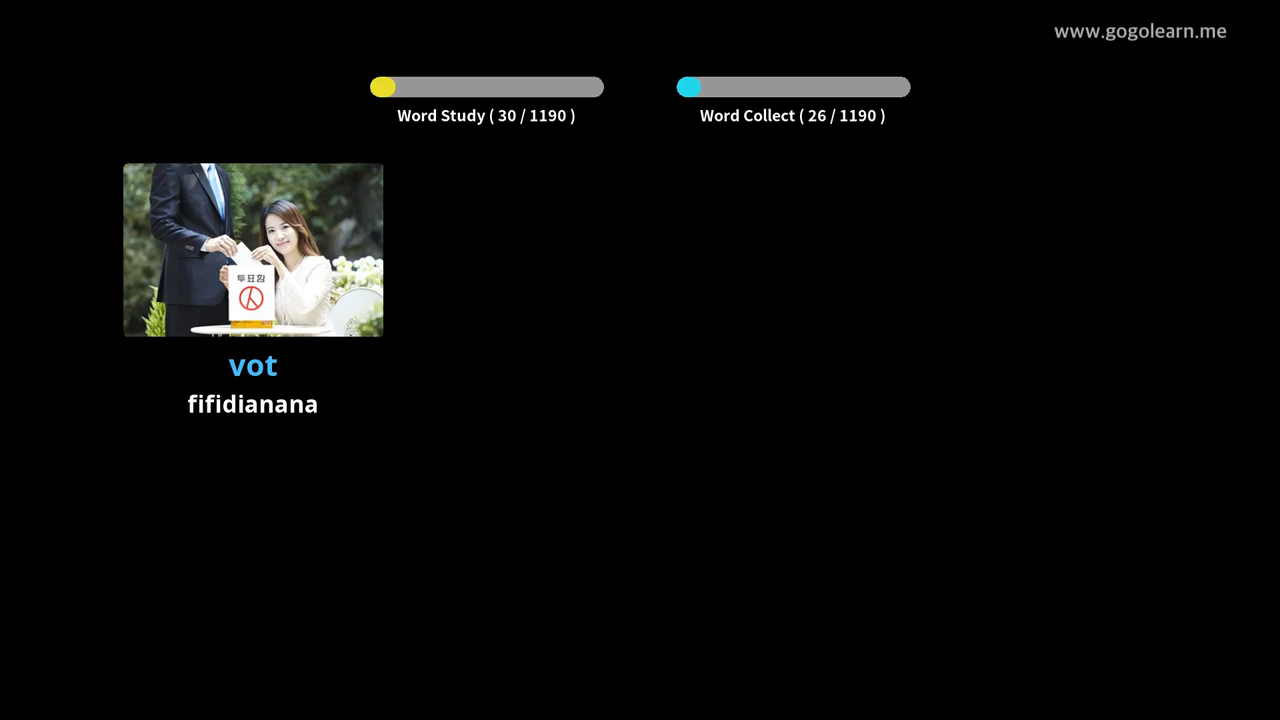 www.gogolearn.me
Word Study ( 30 / 1190 )
Word Collect ( 26 / 1190 )
투표함
vot
fifidianana